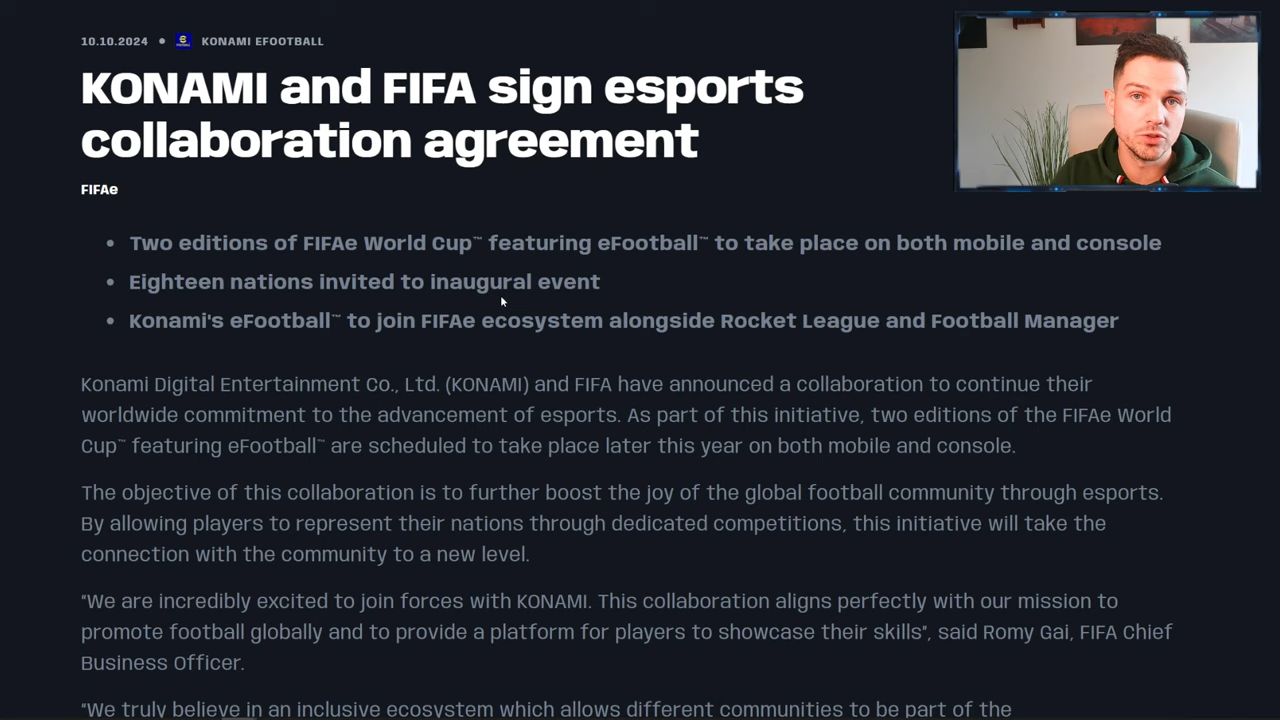 10.10.2024 • KONAMI EFOOTBALL
KONAMI and FIFA sign esports
collaboration agreement
FIFAe
• Two editions of FIFAe World Cup™ featuring eFootball™ to take place on both mobile and console
• Eighteen nations invited to inaugural event
• Konami's eFootball™ to join FIFAe ecosystem alongside Rocket League and Football Manager
Konami Digital Entertainment Co., Ltd. (KONAMI) and FIFA have announced a collaboration to continue their
worldwide commitment to the advancement of esports. As part of this initiative, two editions of the FIFAe World
Cup™ featuring eFootball™ are scheduled to take place later this year on both mobile and console.
The objective of this collaboration is to further boost the joy of the global football community through esports.
By allowing players to represent their nations through dedicated competitions, this initiative will take the
connection with the community to a new level.
"We are incredibly excited to join forces with KONAMI. This collaboration aligns perfectly with our mission to
promote football globally and to provide a platform for players to showcase their skills", said Romy Gai, FIFA Chief
Business Officer.
"We truly believe in an inclusive ecosystem which allows different communities to be part of the